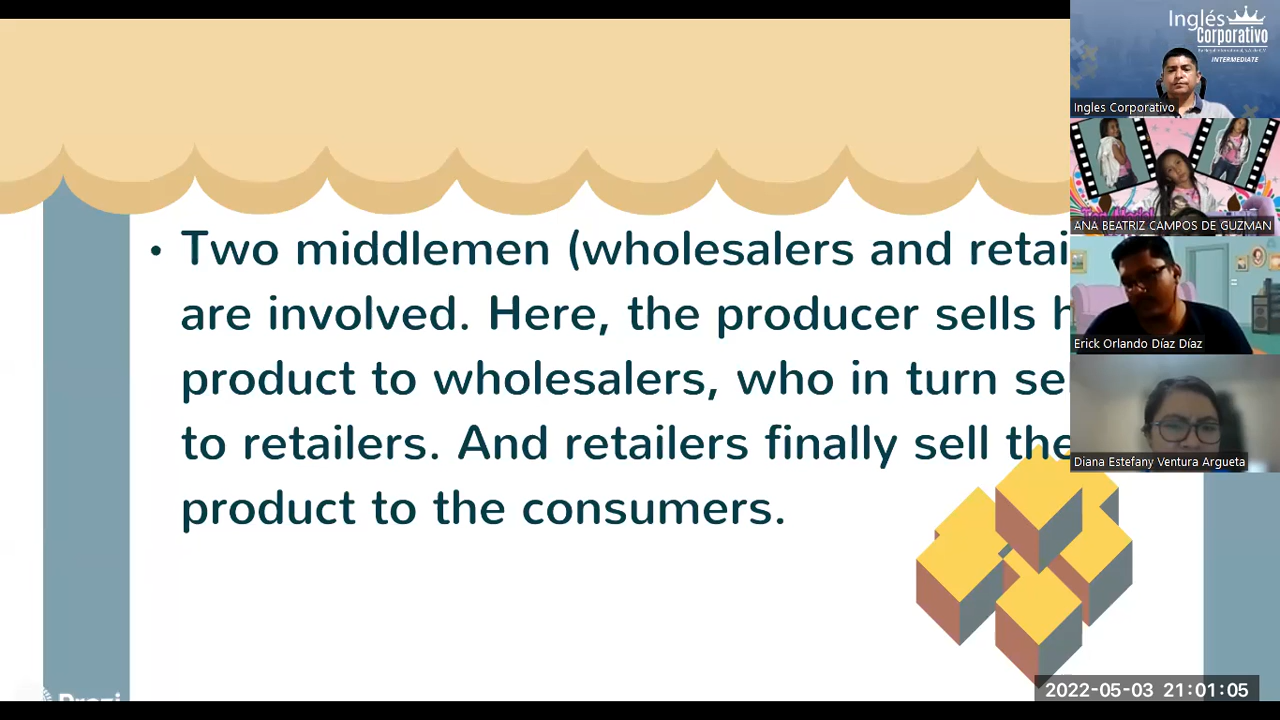 • Two middlemen (wholesalers and
are involved. Here, the producer sells
product to wholesalers, who in turn
to retailers. And retailers finally sell the
product to the consumers.
Prezi
Inglés
Corporativo
INTERMEDIATE
Ingles Corporativo
ANA BEATRIZ CAMPOS DE GUZMAN
Erick Orlando Díaz Díaz
Diana Estefany Ventura Argueta
2022-05-03 21:01:05